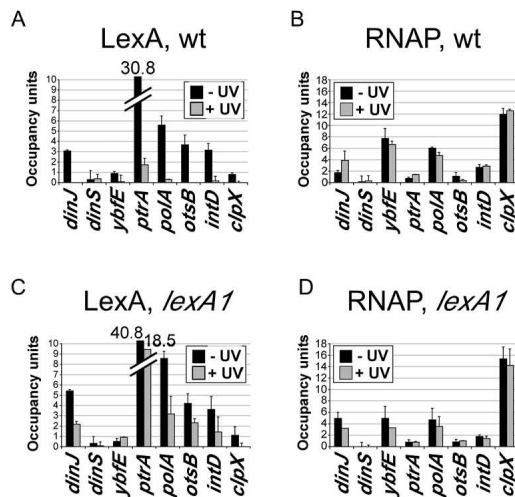 A
LexA, wt
30.8
- UV
+ UV
Occupancy units
10
9
8
7
6
5
4
3
2
1
0
dinJ
dinS
ybfE
ptrA
polA
otsB
intD
clpX
B
RNAP, wt
- UV
+ UV
Occupancy units
18
16
14
12
10
8
6
4
2
0
dinJ
dinS
ybfE
ptrA
polA
otsB
intD
clpX
C
LexA, lexA1
40.8
18.5
- UV
+ UV
Occupancy units
10
9
8
7
6
5
4
3
2
1
0
dinJ
dinS
ybfE
ptrA
polA
otsB
intD
clpX
D
RNAP, lexA1
- UV
+ UV
Occupancy units
18
16
14
12
10
8
6
4
2
0
dinJ
dinS
ybfE
ptrA
polA
otsB
intD
clpX